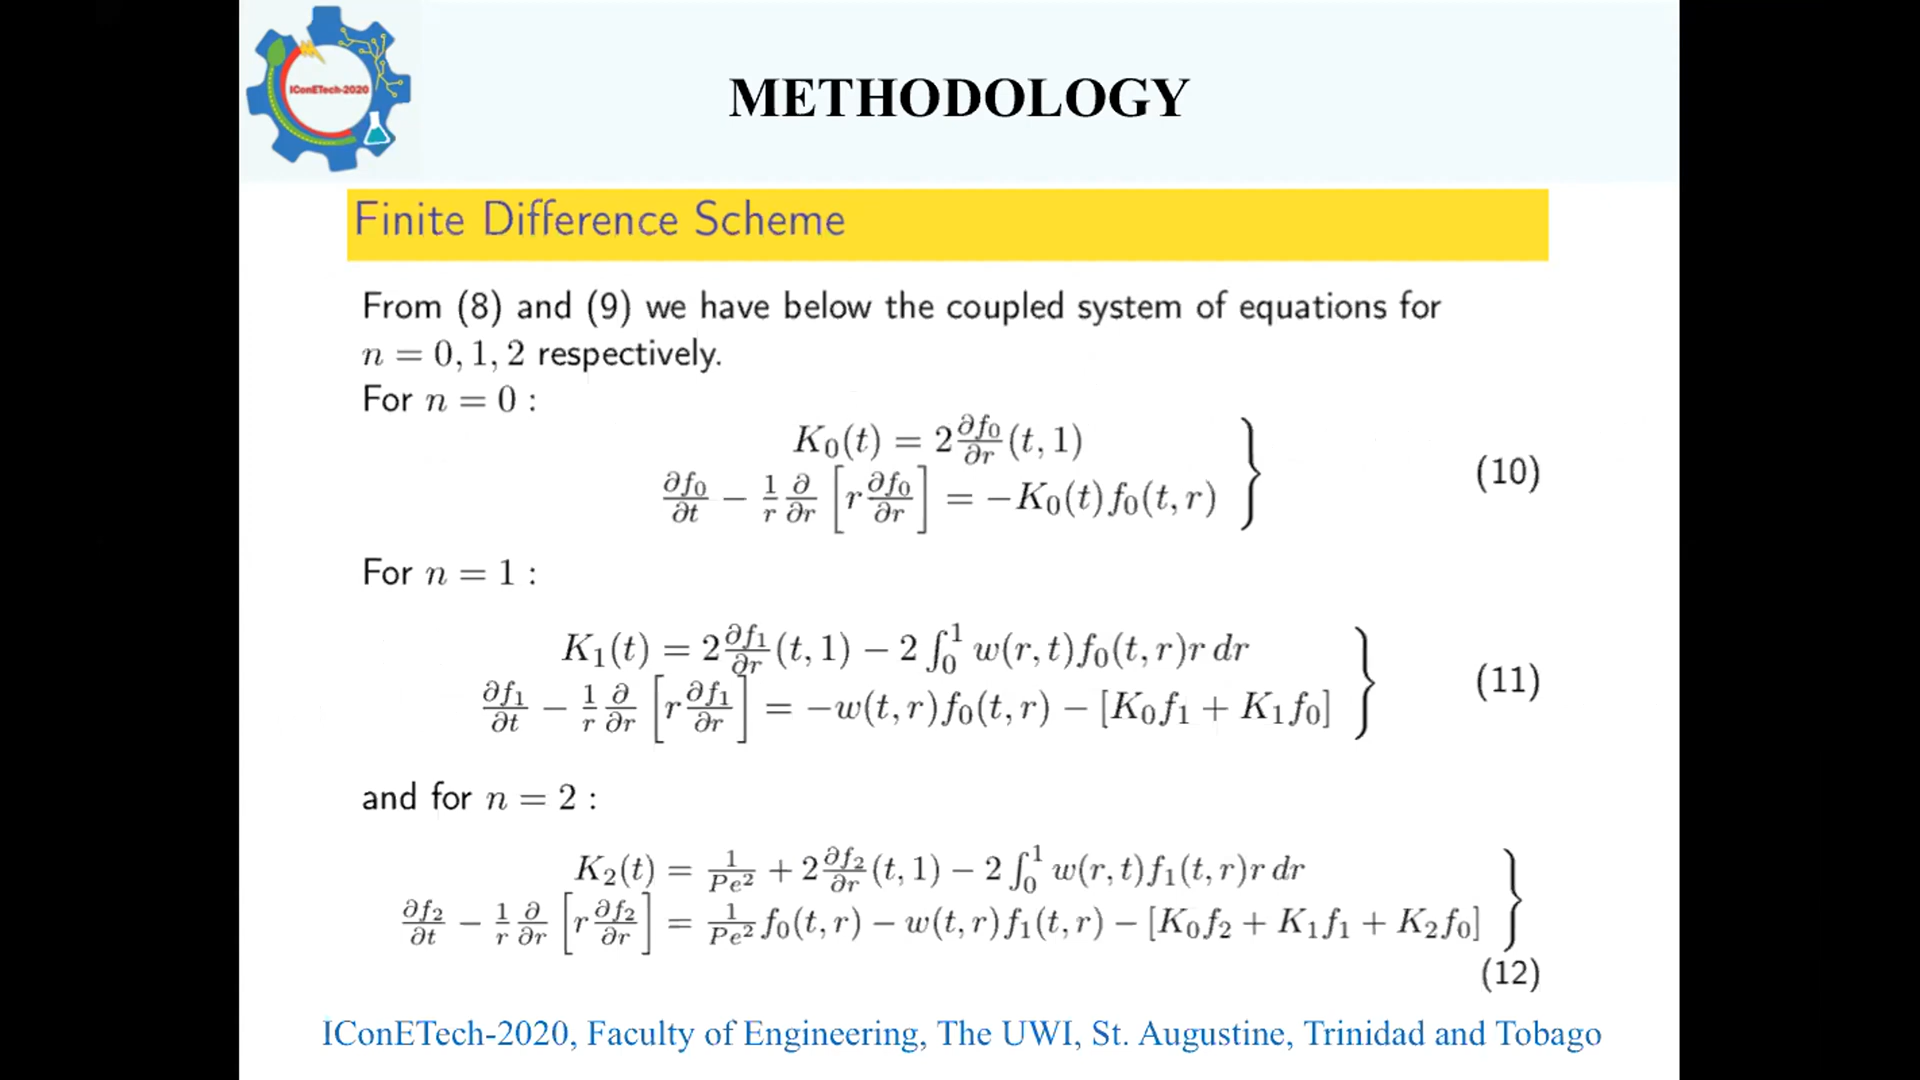 IConETech-2020
METHODOLOGY
Finite Difference Scheme
From (8) and (9) we have below the coupled system of equations for
n = 0, 1, 2 respectively.
For n = 0 :
K₀(t) = 2 ∂f₀/∂r (t, 1)
∂f₀/∂t − 1/r ∂/∂r [r ∂f₀/∂r] = −K₀(t)f₀(t, r) } (10)
For n = 1 :
K₁(t) = 2 ∂f₁/∂r (t, 1) − 2 ∫₀¹ w(r, t)f₀(t, r)r dr
∂f₁/∂t − 1/r ∂/∂r [r ∂f₁/∂r] = −w(t, r)f₀(t, r) − [K₀f₁ + K₁f₀] } (11)
and for n = 2 :
K₂(t) = 1/Pe² + 2 ∂f₂/∂r (t, 1) − 2 ∫₀¹ w(r, t)f₁(t, r)r dr
∂f₂/∂t − 1/r ∂/∂r [r ∂f₂/∂r] = 1/Pe² f₀(t, r) − w(t, r)f₁(t, r) − [K₀f₂ + K₁f₁ + K₂f₀] }
(12)
IConETech-2020, Faculty of Engineering, The UWI, St. Augustine, Trinidad and Tobago